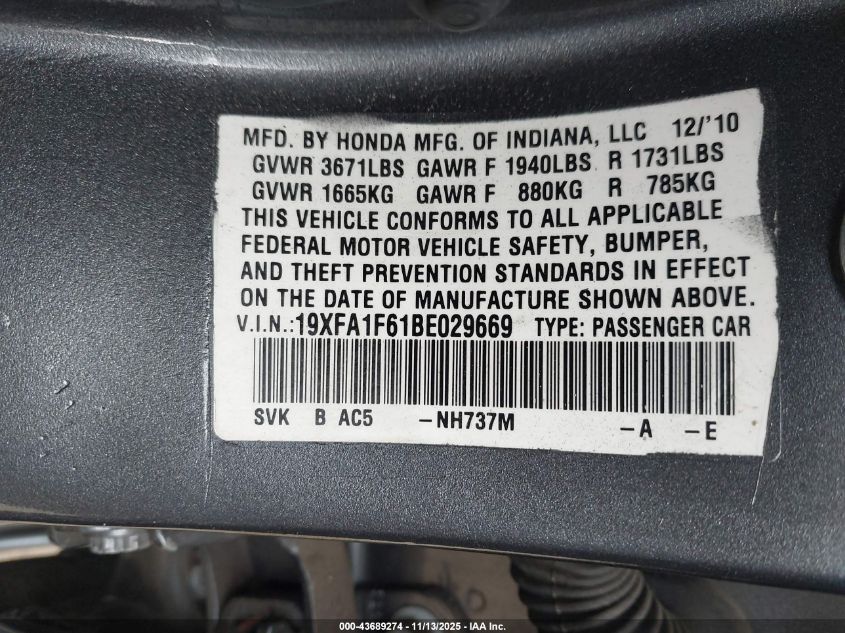 MFD. BY HONDA MFG. OF INDIANA, LLC 12/'10
GVWR 3671LBS GAWR F 1940LBS R 1731LBS
GVWR 1665KG GAWR F 880KG R 785KG
THIS VEHICLE CONFORMS TO ALL APPLICABLE
FEDERAL MOTOR VEHICLE SAFETY, BUMPER,
AND THEFT PREVENTION STANDARDS IN EFFECT
ON THE DATE OF MANUFACTURE SHOWN ABOVE.
V.I.N.:19XFA1F61BE029669 TYPE: PASSENGER CAR
SVK B AC5 -NH737M -A -E
000-43689274 - 11/13/2025 - IAA Inc.